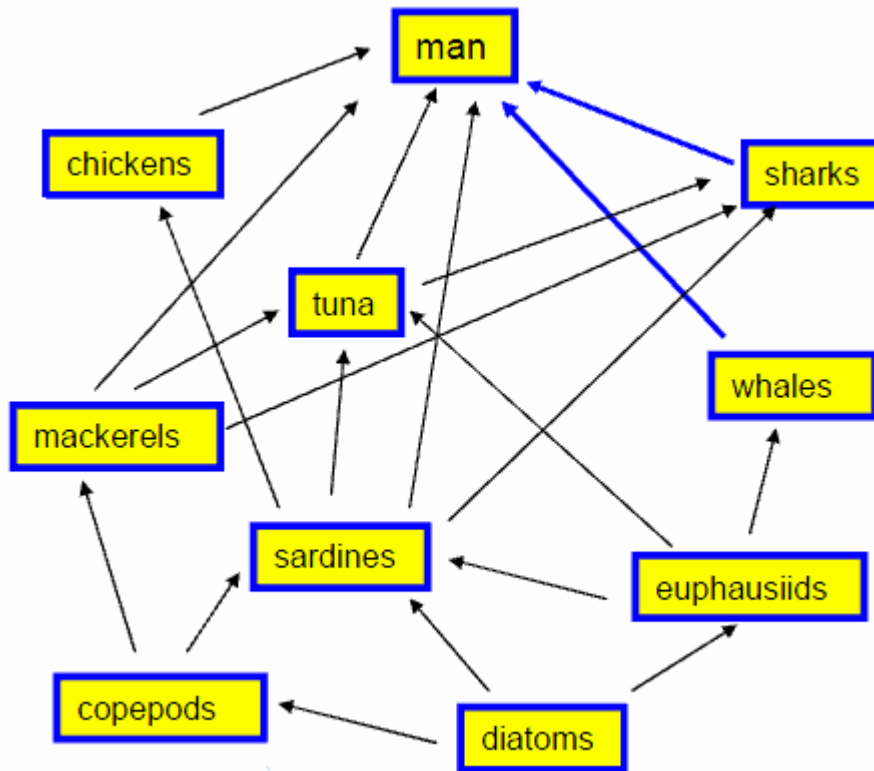 man
chickens
sharks
tuna
whales
mackerels
sardines
euphausiids
copepods
diatoms